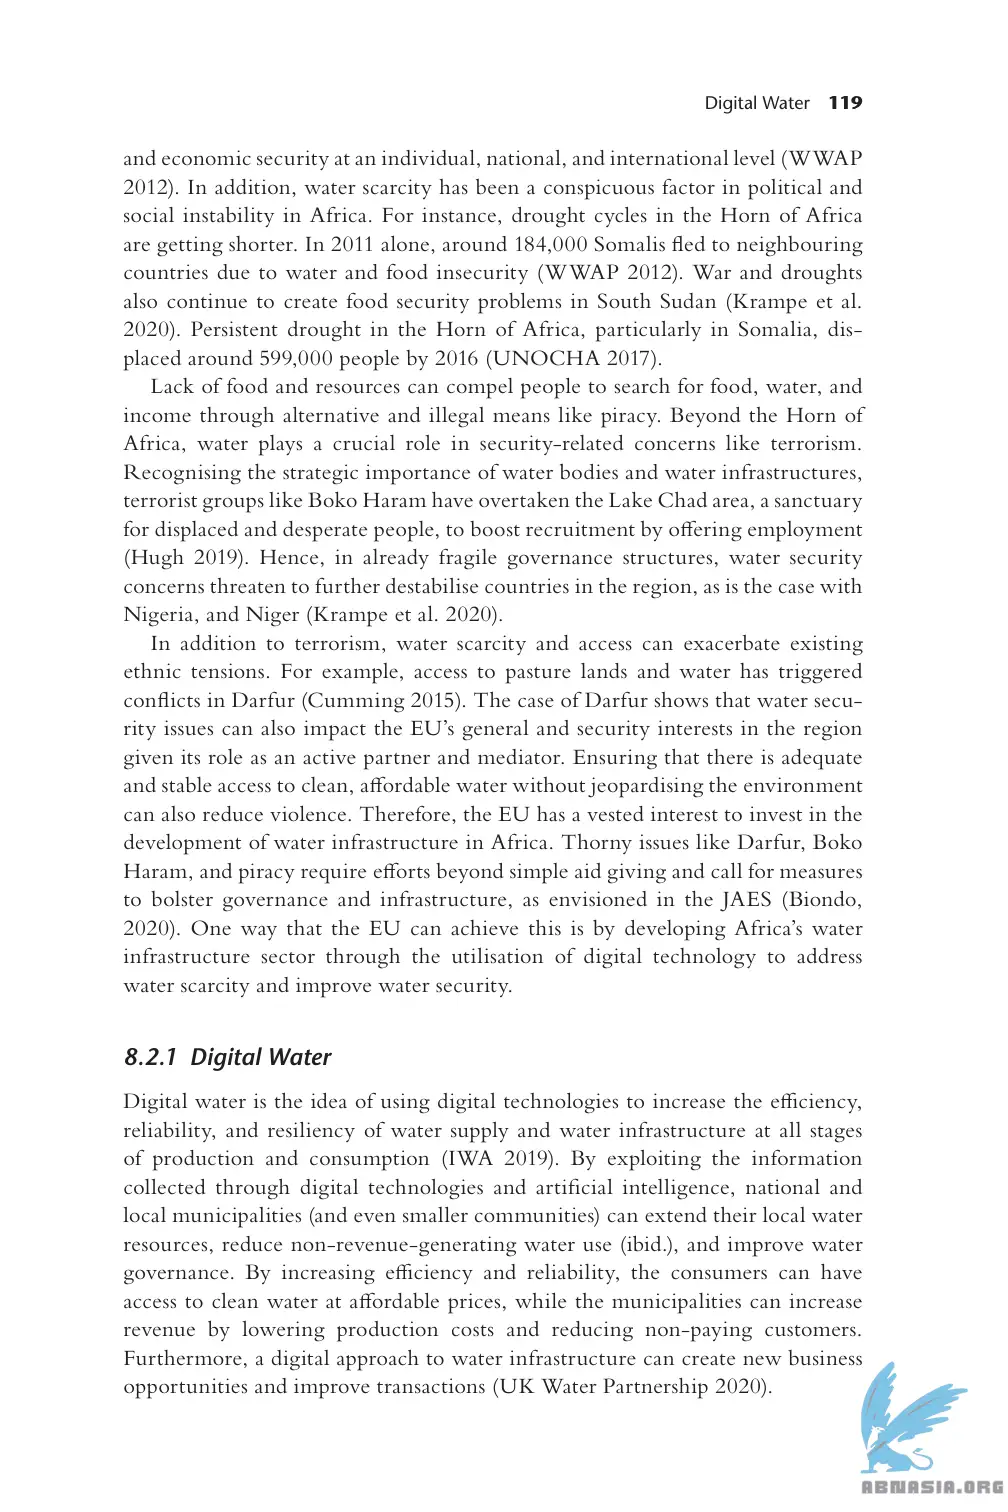 Digital Water 119
and economic security at an individual, national, and international level (WWAP
2012). In addition, water scarcity has been a conspicuous factor in political and
social instability in Africa. For instance, drought cycles in the Horn of Africa
are getting shorter. In 2011 alone, around 184,000 Somalis fled to neighbouring
countries due to water and food insecurity (WWAP 2012). War and droughts
also continue to create food security problems in South Sudan (Krampe et al.
2020). Persistent drought in the Horn of Africa, particularly in Somalia, dis-
placed around 599,000 people by 2016 (UNOCHA 2017).
Lack of food and resources can compel people to search for food, water, and
income through alternative and illegal means like piracy. Beyond the Horn of
Africa, water plays a crucial role in security-related concerns like terrorism.
Recognising the strategic importance of water bodies and water infrastructures,
terrorist groups like Boko Haram have overtaken the Lake Chad area, a sanctuary
for displaced and desperate people, to boost recruitment by offering employment
(Hugh 2019). Hence, in already fragile governance structures, water security
concerns threaten to further destabilise countries in the region, as is the case with
Nigeria, and Niger (Krampe et al. 2020).
In addition to terrorism, water scarcity and access can exacerbate existing
ethnic tensions. For example, access to pasture lands and water has triggered
conflicts in Darfur (Cumming 2015). The case of Darfur shows that water secu-
rity issues can also impact the EU’s general and security interests in the region
given its role as an active partner and mediator. Ensuring that there is adequate
and stable access to clean, affordable water without jeopardising the environment
can also reduce violence. Therefore, the EU has a vested interest to invest in the
development of water infrastructure in Africa. Thorny issues like Darfur, Boko
Haram, and piracy require efforts beyond simple aid giving and call for measures
to bolster governance and infrastructure, as envisioned in the JAES (Biondo,
2020). One way that the EU can achieve this is by developing Africa’s water
infrastructure sector through the utilisation of digital technology to address
water scarcity and improve water security.
8.2.1 Digital Water
Digital water is the idea of using digital technologies to increase the efficiency,
reliability, and resiliency of water supply and water infrastructure at all stages
of production and consumption (IWA 2019). By exploiting the information
collected through digital technologies and artificial intelligence, national and
local municipalities (and even smaller communities) can extend their local water
resources, reduce non-revenue-generating water use (ibid.), and improve water
governance. By increasing efficiency and reliability, the consumers can have
access to clean water at affordable prices, while the municipalities can increase
revenue by lowering production costs and reducing non-paying customers.
Furthermore, a digital approach to water infrastructure can create new business
opportunities and improve transactions (UK Water Partnership 2020).
ABNASIA.ORG